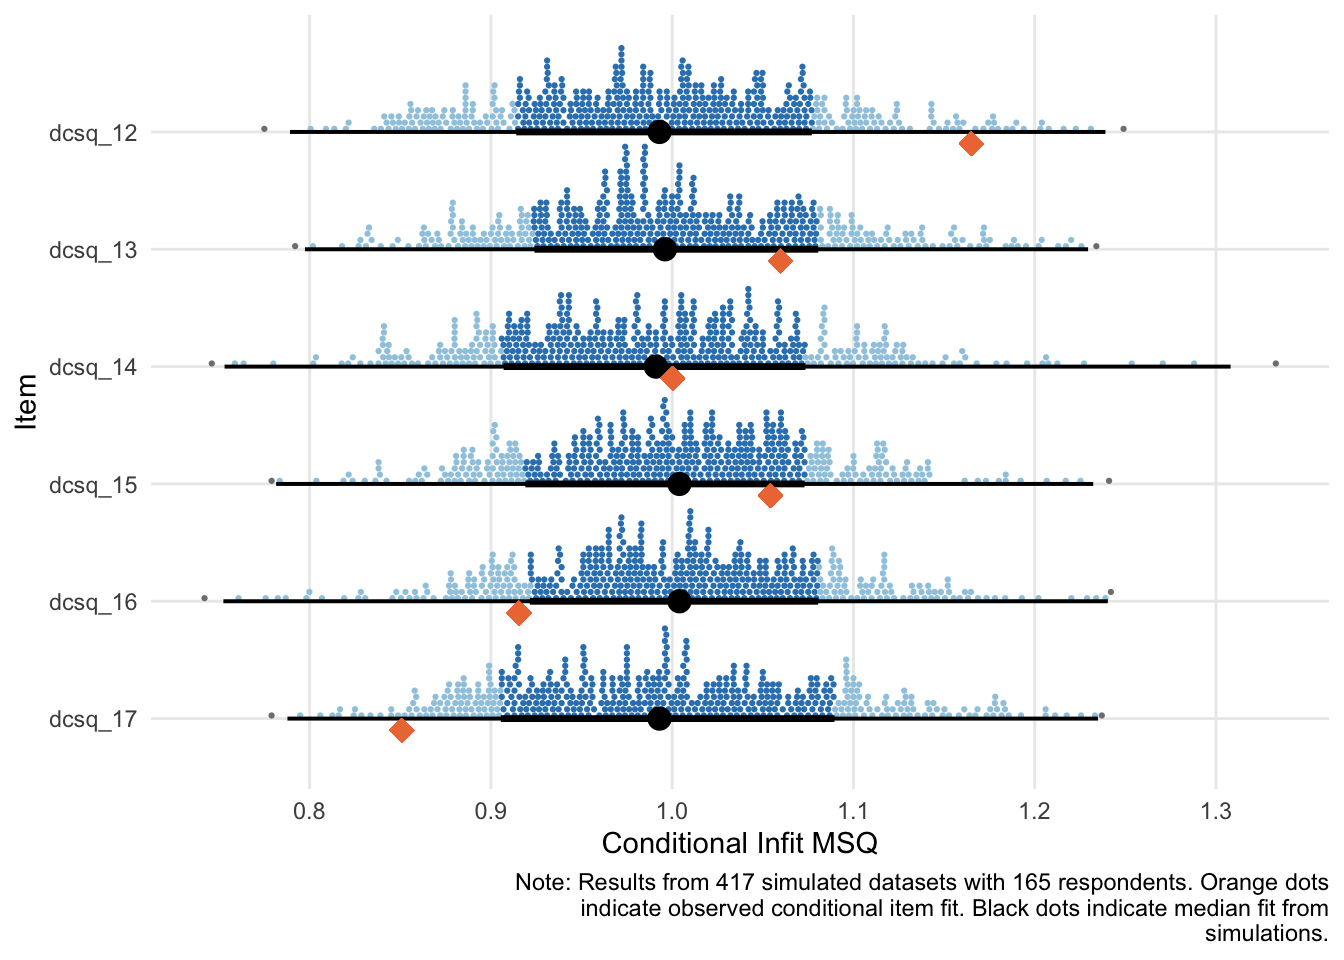 dcsq_12
dcsq_13
dcsq_14
dcsq_15
dcsq_16
dcsq_17
Item
0.8 0.9 1.0 1.1 1.2 1.3
Conditional Infit MSQ
Note: Results from 417 simulated datasets with 165 respondents. Orange dots
indicate observed conditional item fit. Black dots indicate median fit from
simulations.